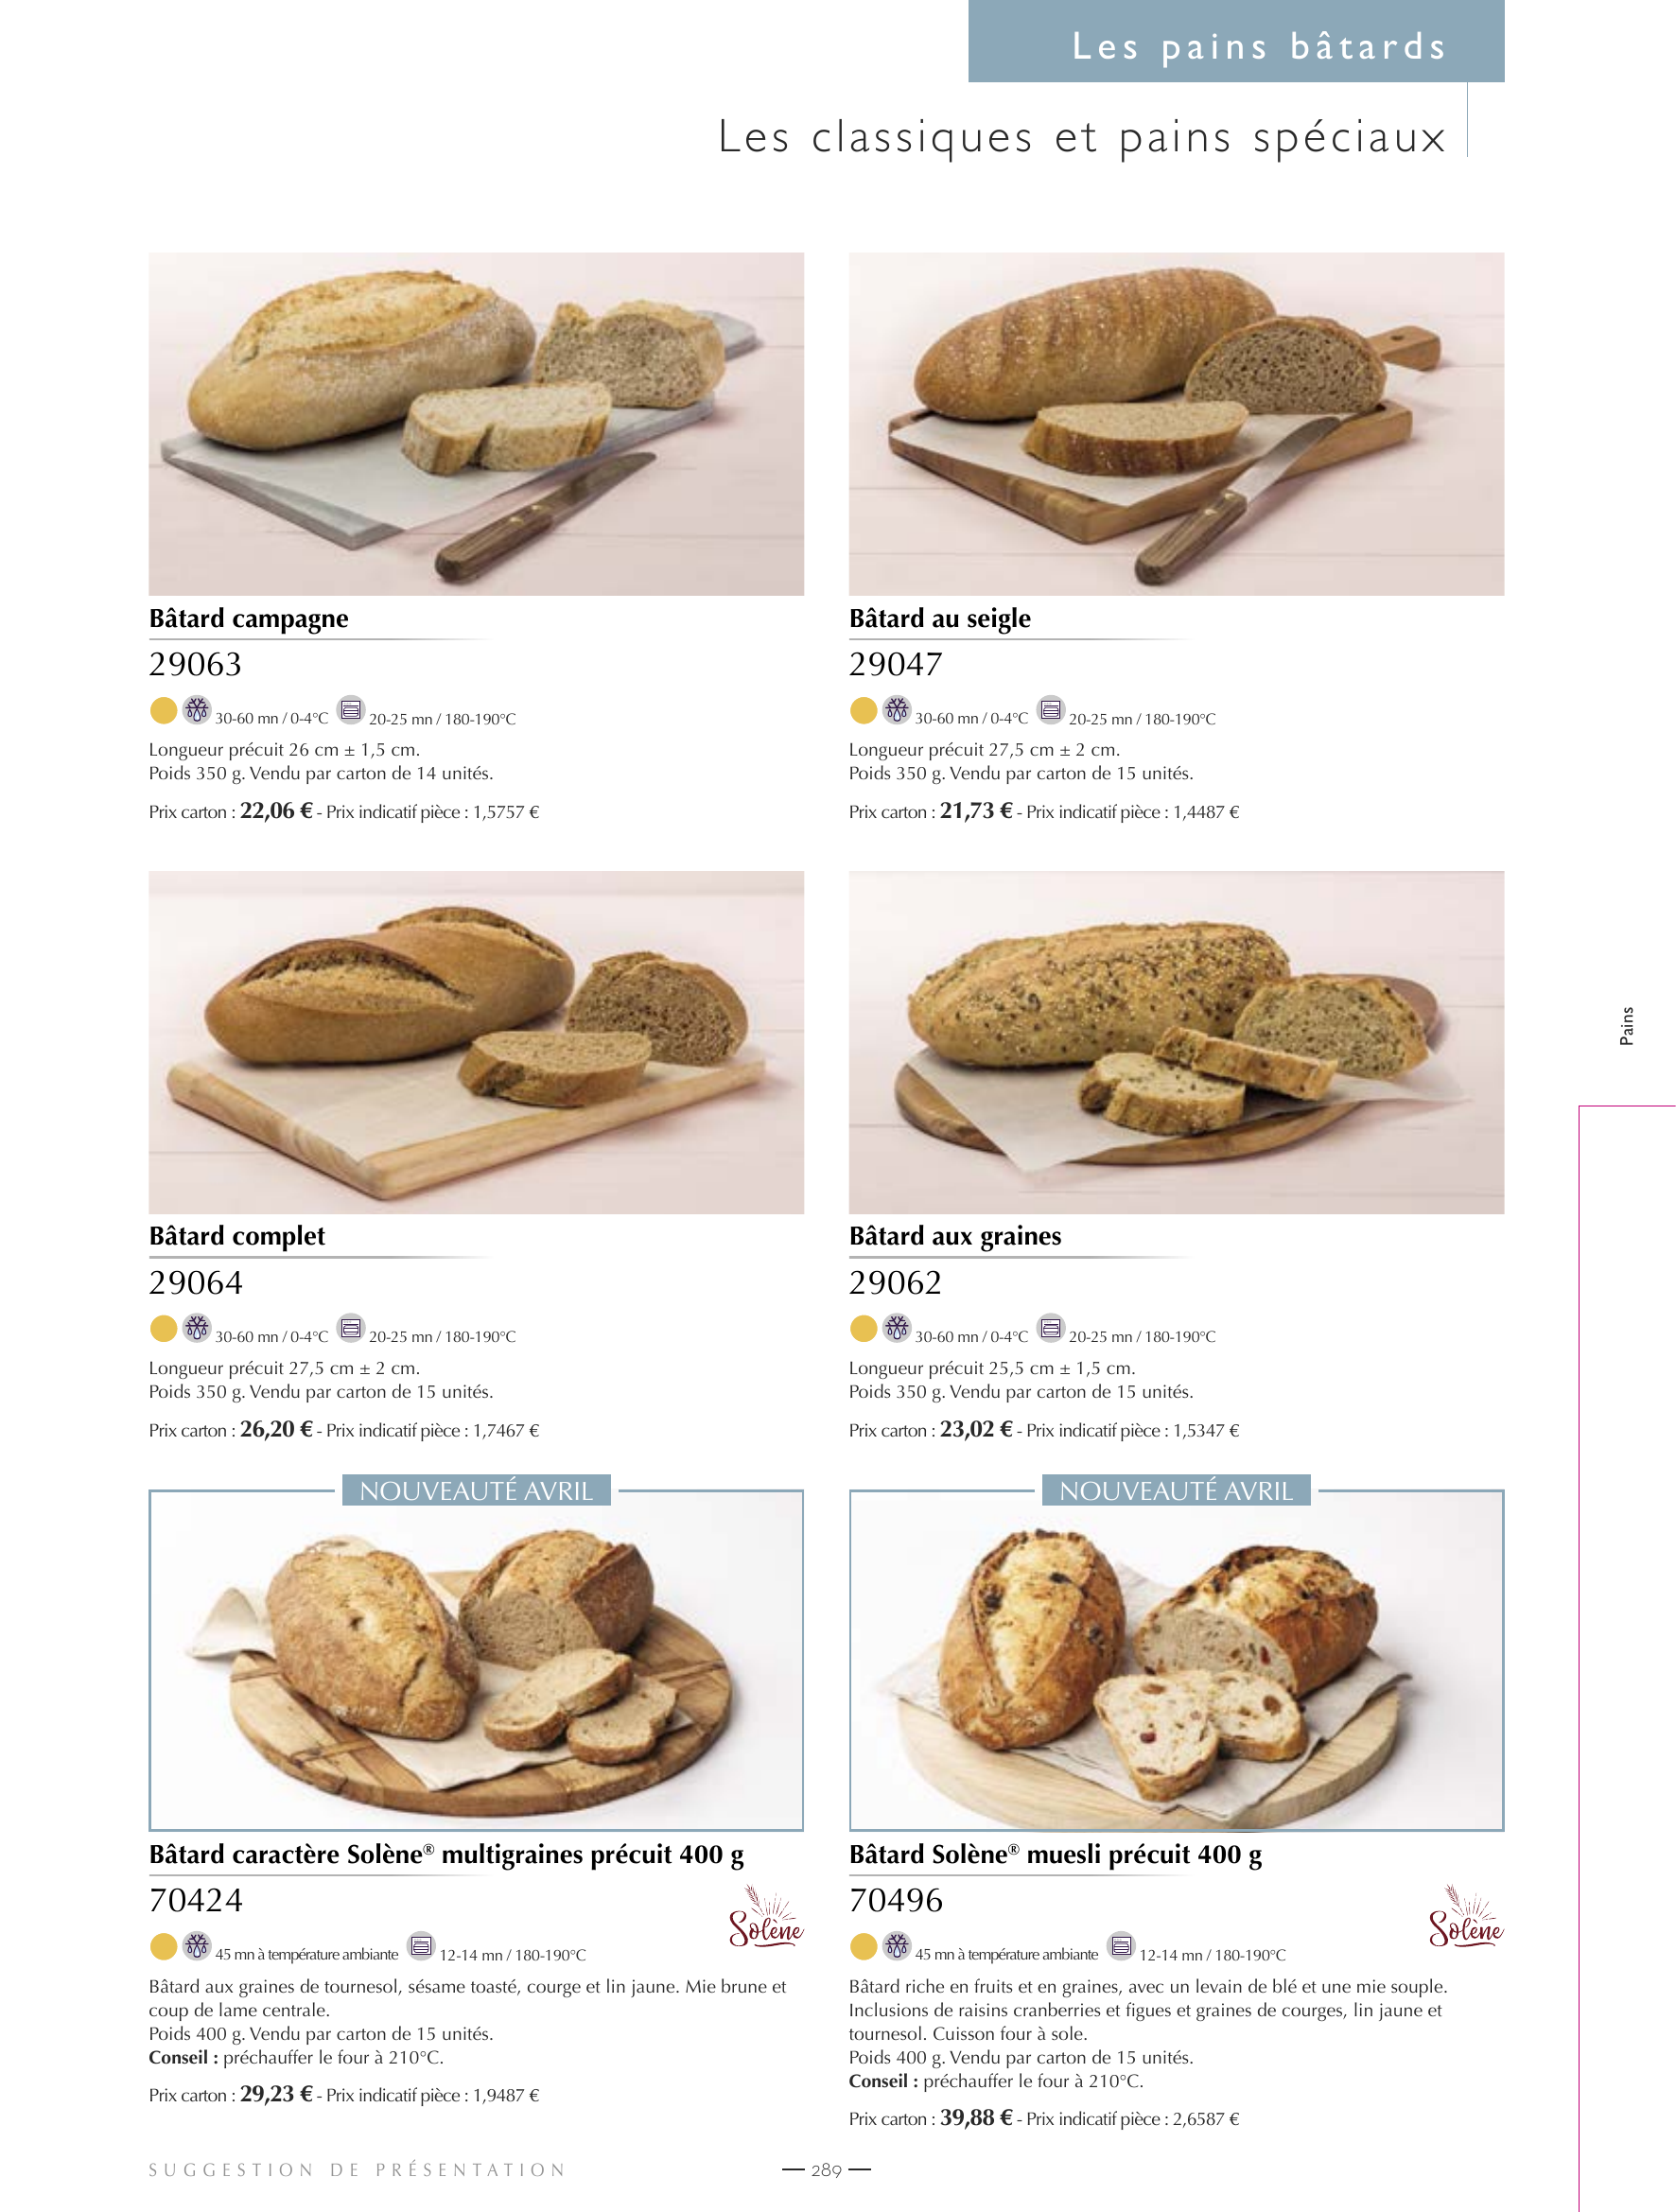 Les pains bâtards
Les classiques et pains spéciaux
Bâtard campagne
29063
30-60 mn / 0-4°C 20-25 mn / 180-190°C
Longueur précuit 26 cm ± 1,5 cm.
Poids 350 g. Vendu par carton de 14 unités.
Prix carton : 22,06 € - Prix indicatif pièce : 1,5757 €
Bâtard au seigle
29047
30-60 mn / 0-4°C 20-25 mn / 180-190°C
Longueur précuit 27,5 cm ± 2 cm.
Poids 350 g. Vendu par carton de 15 unités.
Prix carton : 21,73 € - Prix indicatif pièce : 1,4487 €
Bâtard complet
29064
30-60 mn / 0-4°C 20-25 mn / 180-190°C
Longueur précuit 27,5 cm ± 2 cm.
Poids 350 g. Vendu par carton de 15 unités.
Prix carton : 26,20 € - Prix indicatif pièce : 1,7467 €
Bâtard aux graines
29062
30-60 mn / 0-4°C 20-25 mn / 180-190°C
Longueur précuit 25,5 cm ± 1,5 cm.
Poids 350 g. Vendu par carton de 15 unités.
Prix carton : 23,02 € - Prix indicatif pièce : 1,5347 €
Pains
NOUVEAUTÉ AVRIL
Bâtard caractère Solène® multigraines précuit 400 g
70424
Solène
45 mn à température ambiante 12-14 mn / 180-190°C
Bâtard aux graines de tournesol, sésame toasté, courge et lin jaune. Mie brune et
coup de lame centrale.
Poids 400 g. Vendu par carton de 15 unités.
Conseil : préchauffer le four à 210°C.
Prix carton : 29,23 € - Prix indicatif pièce : 1,9487 €
NOUVEAUTÉ AVRIL
Bâtard Solène® muesli précuit 400 g
70496
Solène
45 mn à température ambiante 12-14 mn / 180-190°C
Bâtard riche en fruits et en graines, avec un levain de blé et une mie souple.
Inclusions de raisins cranberries et figues et graines de courges, lin jaune et
tournesol. Cuisson four à sole.
Poids 400 g. Vendu par carton de 15 unités.
Conseil : préchauffer le four à 210°C.
Prix carton : 39,88 € - Prix indicatif pièce : 2,6587 €
SUGGESTION DE PRÉSENTATION
— 289 —